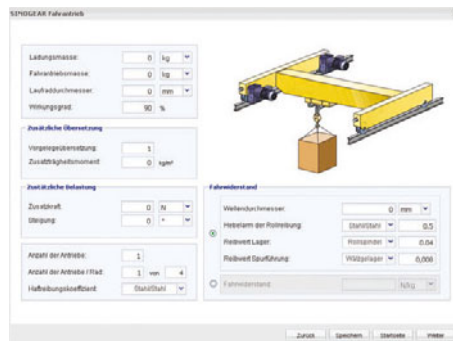 SIMOGEAR Fahrantrieb
Ladungsmasse: 0 kg
Fahrantriebsmasse: 0 kg
Laufraddurchmesser: 0 mm
Wirkungsgrad: 90 %
Zusätzliche Übersetzung
Vorgelegeübersetzung: 1
Zusatzträgheitsmoment 0 kgm²
Zusätzliche Belastung
Zusatzkraft: 0 N
Steigung: 0 °
Anzahl der Antriebe: 1
Anzahl der Antriebe / Rad: 1 von 4
Haftreibungskoeffizient: Stahl/Stahl
Fahrwiderstand
Wellendurchmesser: 0 mm
Hebelarm der Rollreibung: Stahl/Stahl 0.5
Reibwert Lager: 0.04
Reibwert Spurführung: Wälzlager 0,008
Fahrwiderstand: N/kg
Zurück Speichern Startseite Weiter